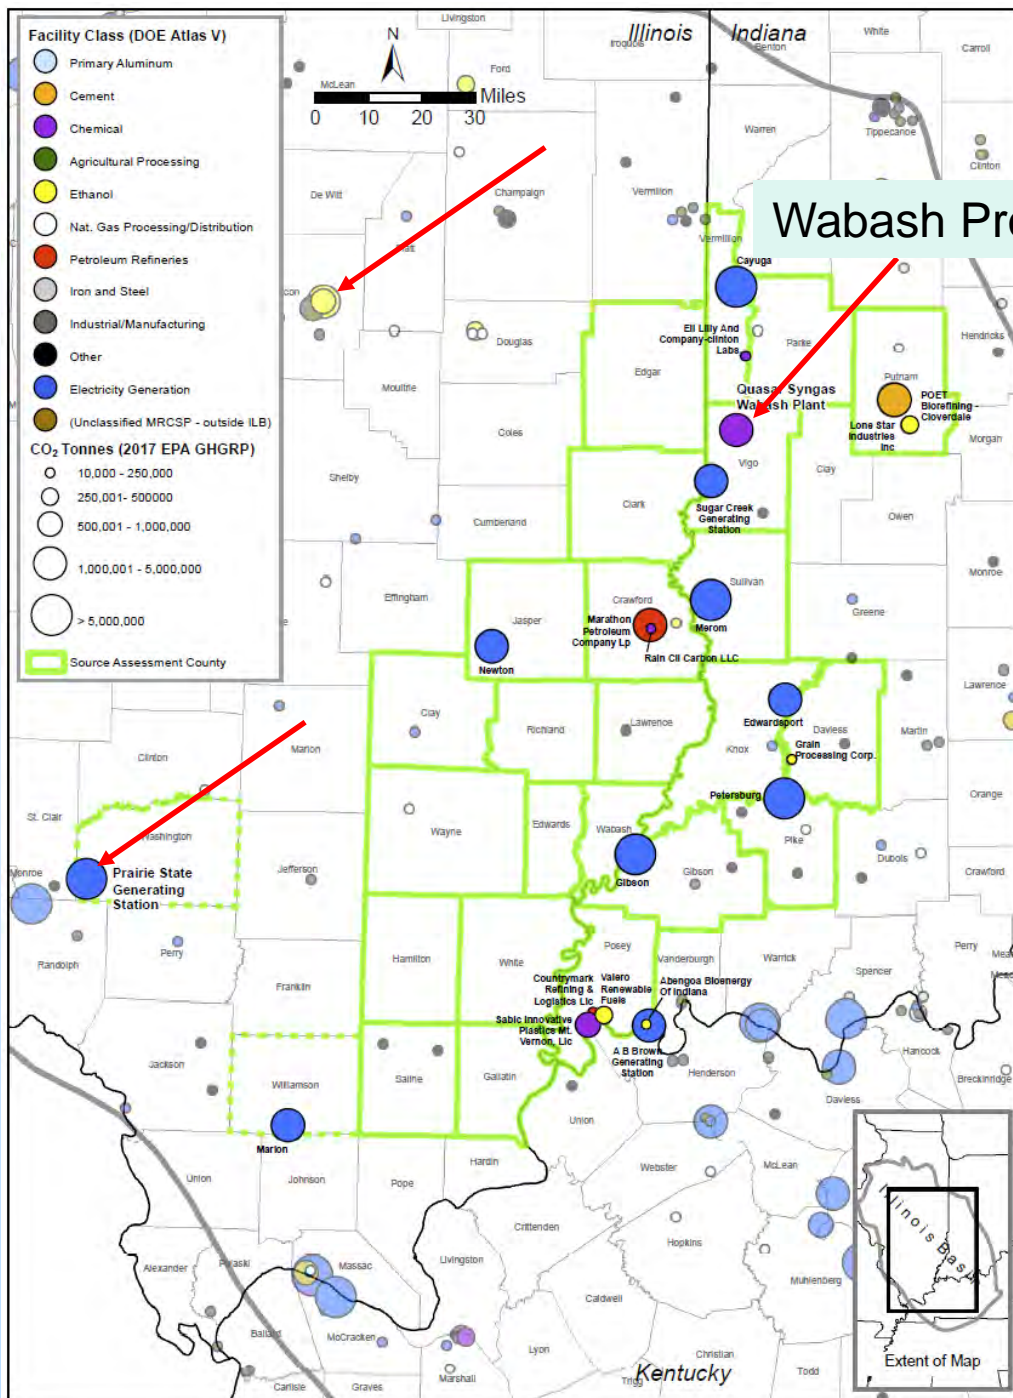 Facility Class (DOE Atlas V)
Primary Aluminum
Cement
Chemical
Agricultural Processing
Ethanol
Nat. Gas Processing/Distribution
Petroleum Refineries
Iron and Steel
Industrial/Manufacturing
Other
Electricity Generation
(Unclassified MRCSP - outside ILB)
CO₂ Tonnes (2017 EPA GHGRP)
10,000 - 250,000
250,001- 500000
500,001 - 1,000,000
1,000,001 - 5,000,000
> 5,000,000
Source Assessment County
N
Miles
0 10 20 30
Illinois
Indiana
Livingston
Ford
McLean
Iroquois
Benton
White
Carroll
Warren
Tippecanoe
Clinton
De Witt
Champaign
Vermilion
Vermillion
Wabash Pro
Cayuga
Eli Lilly And
Company-clinton
Labs
Parke
Hendricks
Putnam
POET
Biorefining -
Cloverdale
Lone Star
Industries
Inc
Morgan
Douglas
Edgar
Moultrie
Quasar Syngas
Wabash Plant
Coles
Vigo
Clay
Shelby
Clark
Sugar Creek
Generating
Station
Cumberland
Owen
Effingham
Jasper
Crawford
Sullivan
Monroe
Greene
Marathon
Petroleum
Company Lp
Merom
Rain CII Carbon LLC
Newton
Lawrence
Clay
Richland
Lawrence
Edwardsport
Daviess
Martin
Knox
Grain
Processing Corp.
Marion
Clinton
Petersburg
Orange
St. Clair
Washington
Wayne
Edwards
Wabash
Pike
Dubois
Jefferson
Gibson
Gibson
Crawford
Monroe
Prairie State
Generating
Station
Randolph
Perry
Hamilton
White
Posey
Vanderburgh
Warrick
Spencer
Perry
Franklin
Countrymark
Refining &
Logistics Llc
Valero
Renewable
Fuels
Abengoa Bioenergy
Of Indiana
Sabic Innovative
Plastics Mt.
Vernon, Llc
A B Brown
Generating
Station
Henderson
Hancock
Breckinridge
Jackson
Williamson
Saline
Gallatin
Union
Daviess
Marion
Union
Johnson
Pope
Hardin
Webster
McLean
Crittenden
Hopkins
Alexander
Pulaski
Massac
Livingston
Muhlenberg
Caldwell
Ballard
McCracken
Lyon
Christian
Todd
Carlisle
Graves
Marshall
Trigg
Kentucky
Illinois Basin
Extent of Map